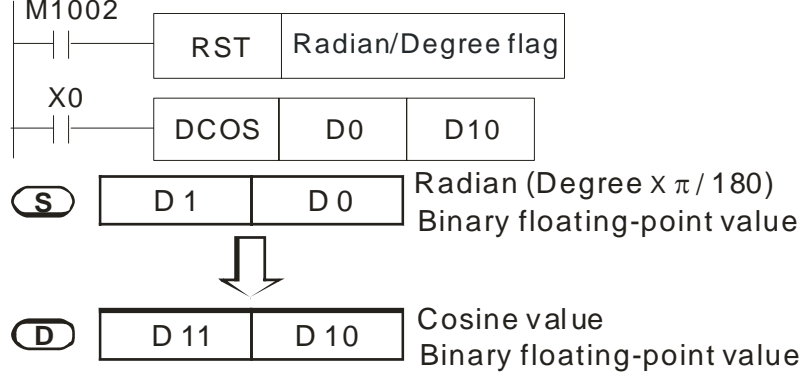 M1002
RST Radian/Degree flag
X0
DCOS D0 D10
S D 1 D 0 Radian (Degree x π / 180)
Binary floating-point value
D D 11 D 10 Cosine value
Binary floating-point value